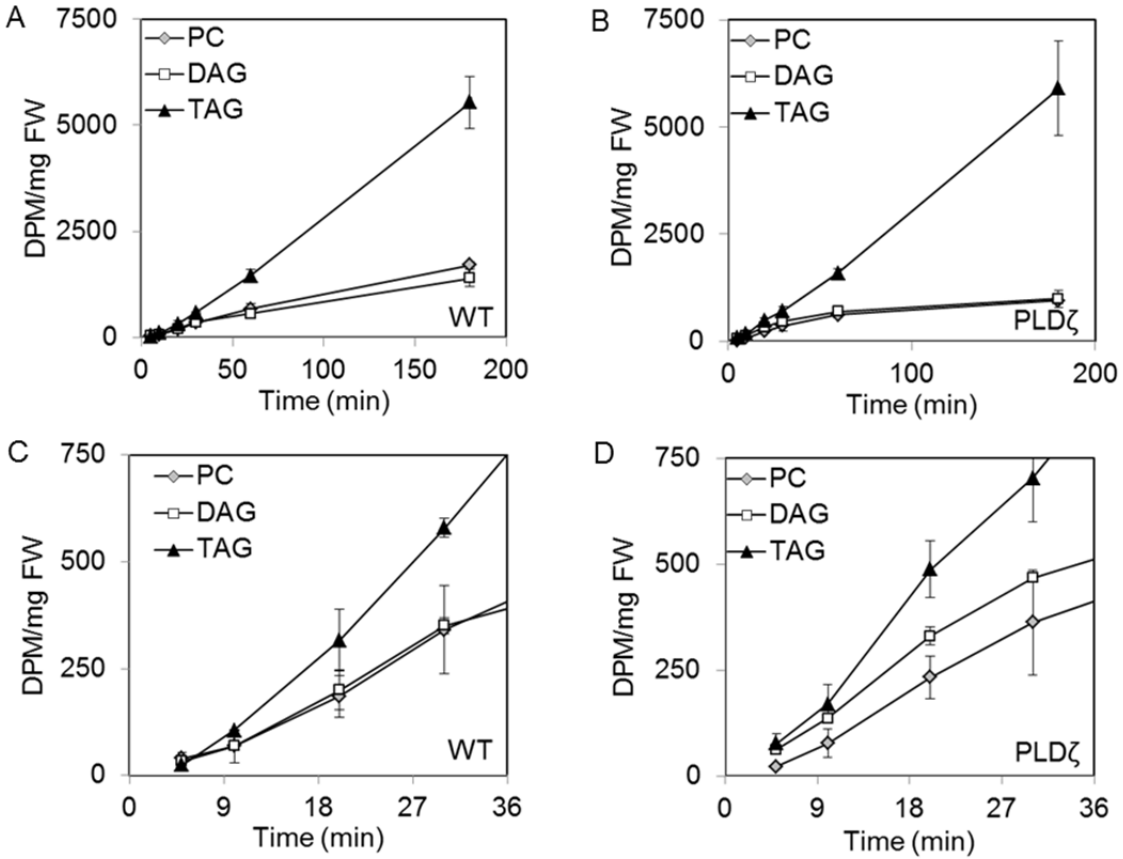 A
7500
5000
2500
0
DPM/mg FW
PC
DAG
TAG
WT
0 50 100 150 200
Time (min)
B
7500
5000
2500
0
DPM/mg FW
PC
DAG
TAG
PLDζ
0 100 200
Time (min)
C
750
500
250
0
DPM/mg FW
PC
DAG
TAG
WT
0 9 18 27 36
Time (min)
D
750
500
250
0
DPM/mg FW
PC
DAG
TAG
PLDζ
0 9 18 27 36
Time (min)